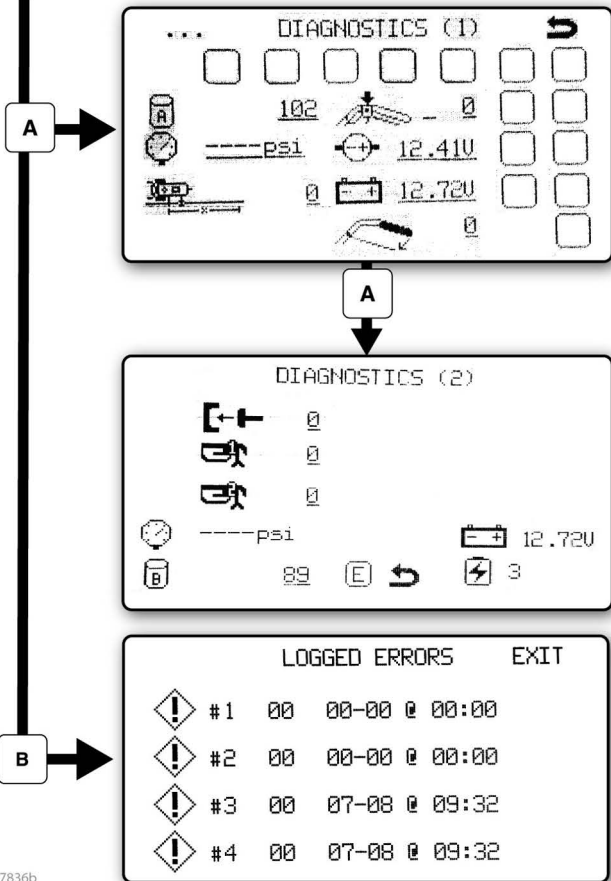 ... DIAGNOSTICS (1)
A 102 0
A ----psi 12.41V
0 12.72V
0
A
DIAGNOSTICS (2)
0
0
0
----psi 12.72V
B 89 E 3
LOGGED ERRORS EXIT
#1 00 00-00 @ 00:00
#2 00 00-00 @ 00:00
B
#3 00 07-08 @ 09:32
#4 00 07-08 @ 09:32
7836b